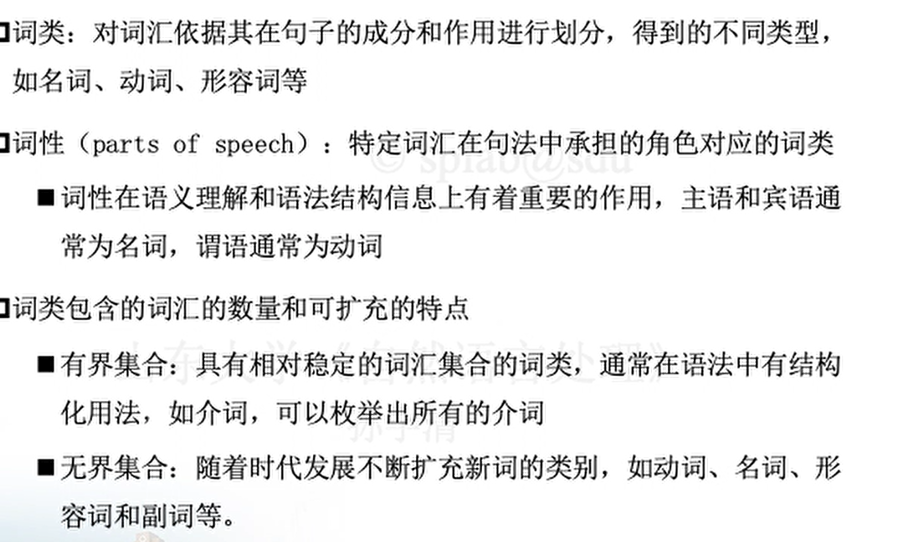 词类：对词汇依据其在句子的成分和作用进行划分，得到的不同类型，
如名词、动词、形容词等
词性（parts of speech）：特定词汇在句法中承担的角色对应的词类
© splab@sdu
词性在语义理解和语法结构信息上有着重要的作用，主语和宾语通
常为名词，谓语通常为动词
词类包含的词汇的数量和可扩充的特点
山东大学《自然语言处理》
有界集合：具有相对稳定的词汇集合的词类，通常在语法中有结构
化用法，如介词，可以枚举出所有的介词
无界集合：随着时代发展不断扩充新词的类别，如动词、名词、形
容词和副词等。